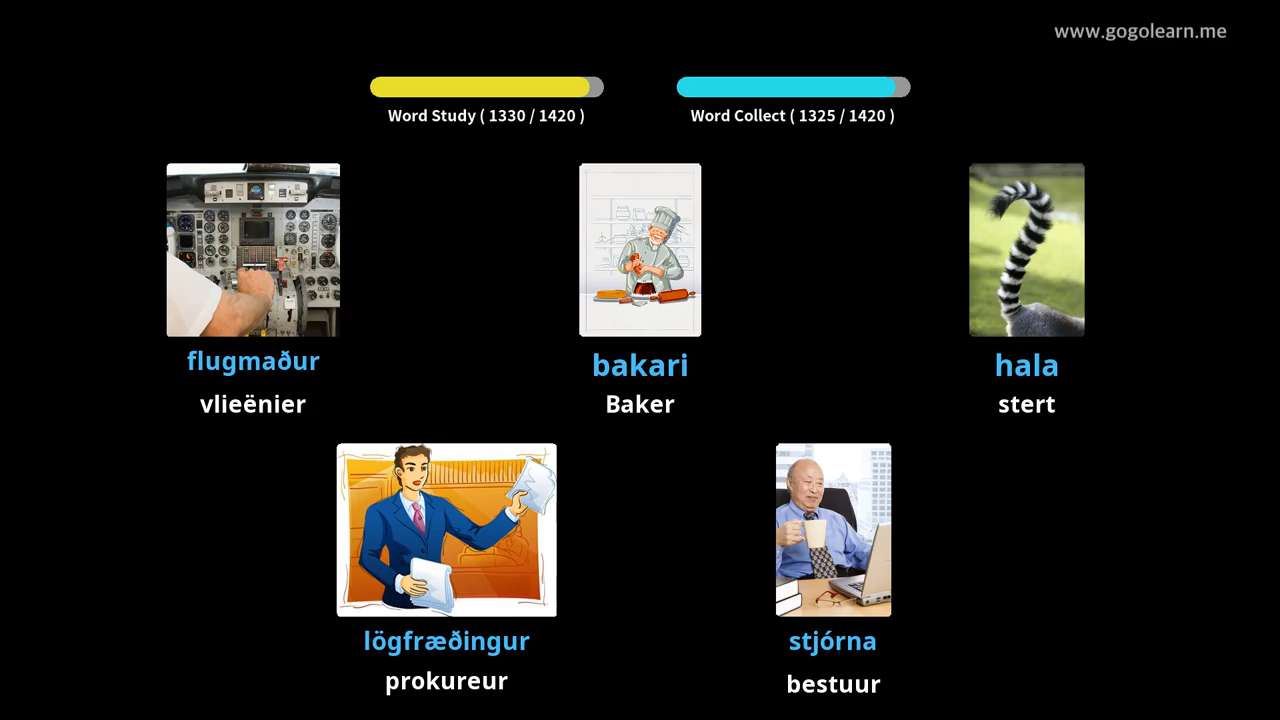 www.gogolearn.me
Word Study ( 1330 / 1420 )
Word Collect ( 1325 / 1420 )
flugmaður
vlieënier
bakari
Baker
hala
stert
lögfræðingur
prokureur
stjórna
bestuur